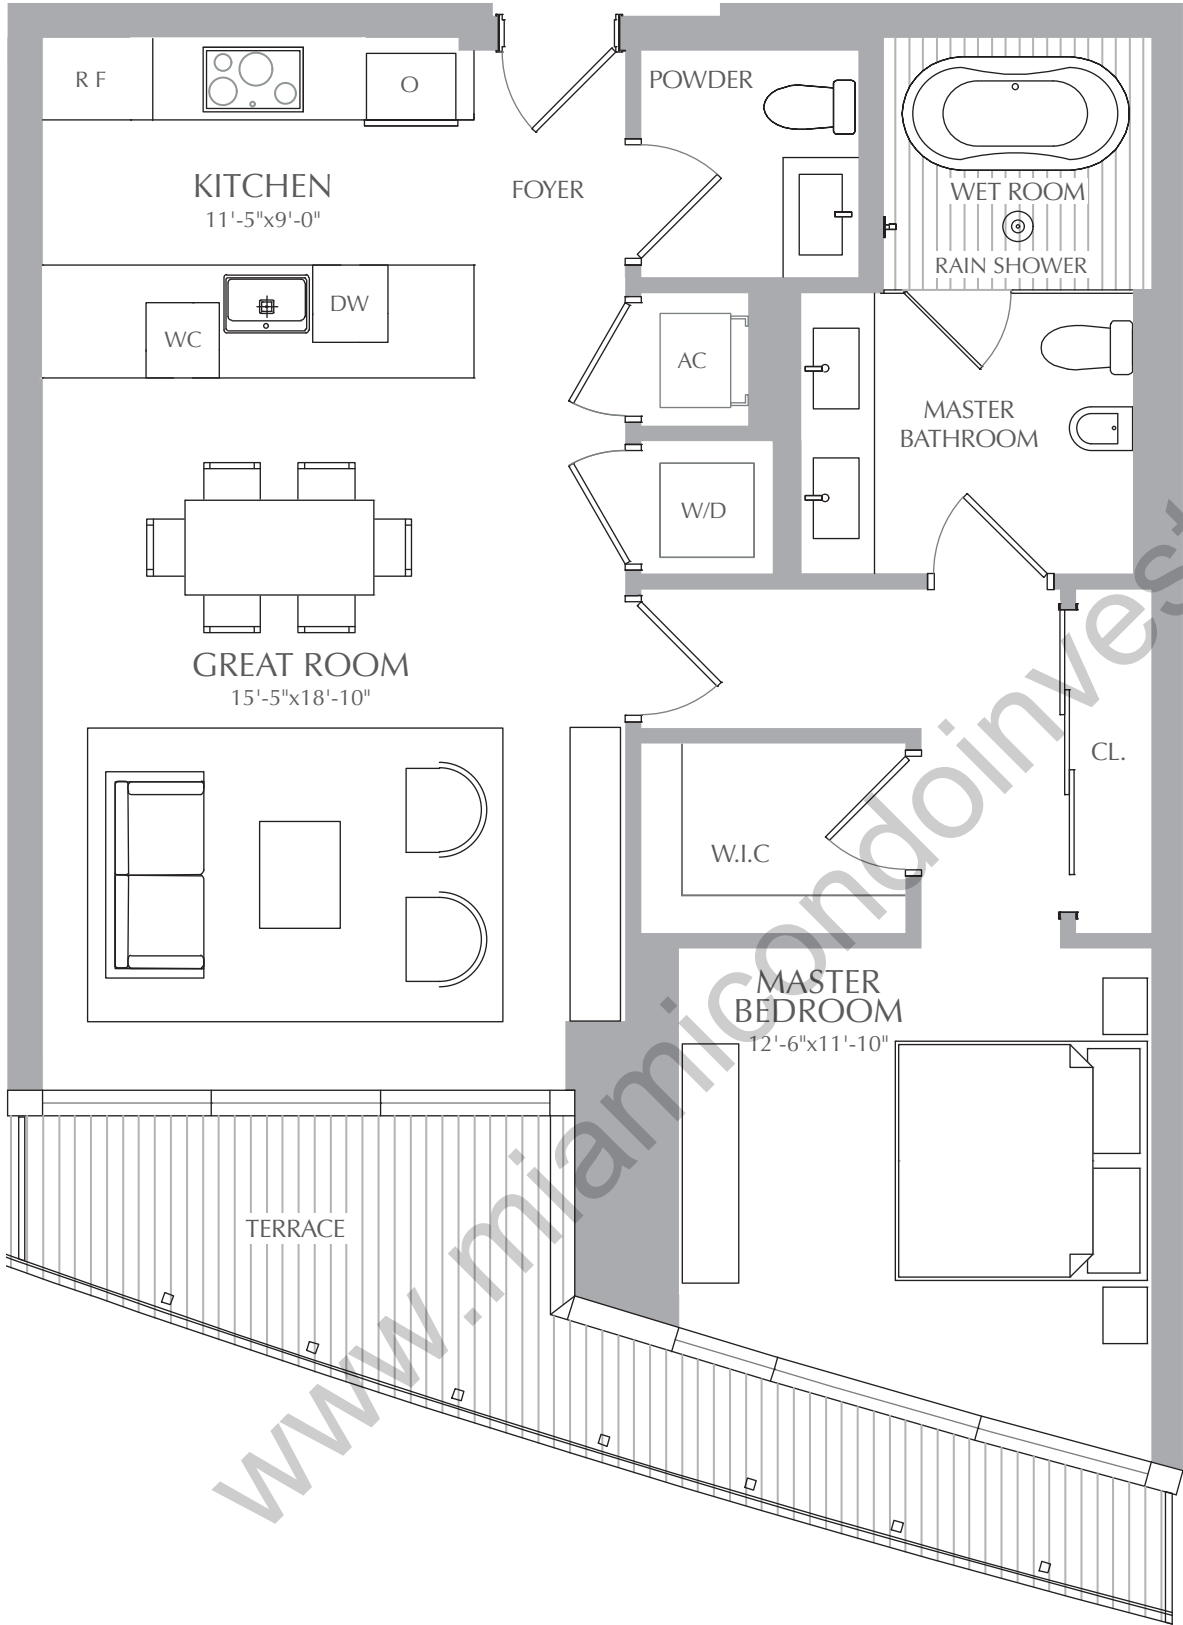 R F
O
POWDER
KITCHEN
11'-5"x9'-0"
FOYER
WET ROOM
RAIN SHOWER
DW
WC
AC
MASTER
BATHROOM
W/D
GREAT ROOM
15'-5"x18'-10"
CL.
W.I.C
MASTER
BEDROOM
12'-6"x11'-10"
TERRACE
www.miamicondoinvest